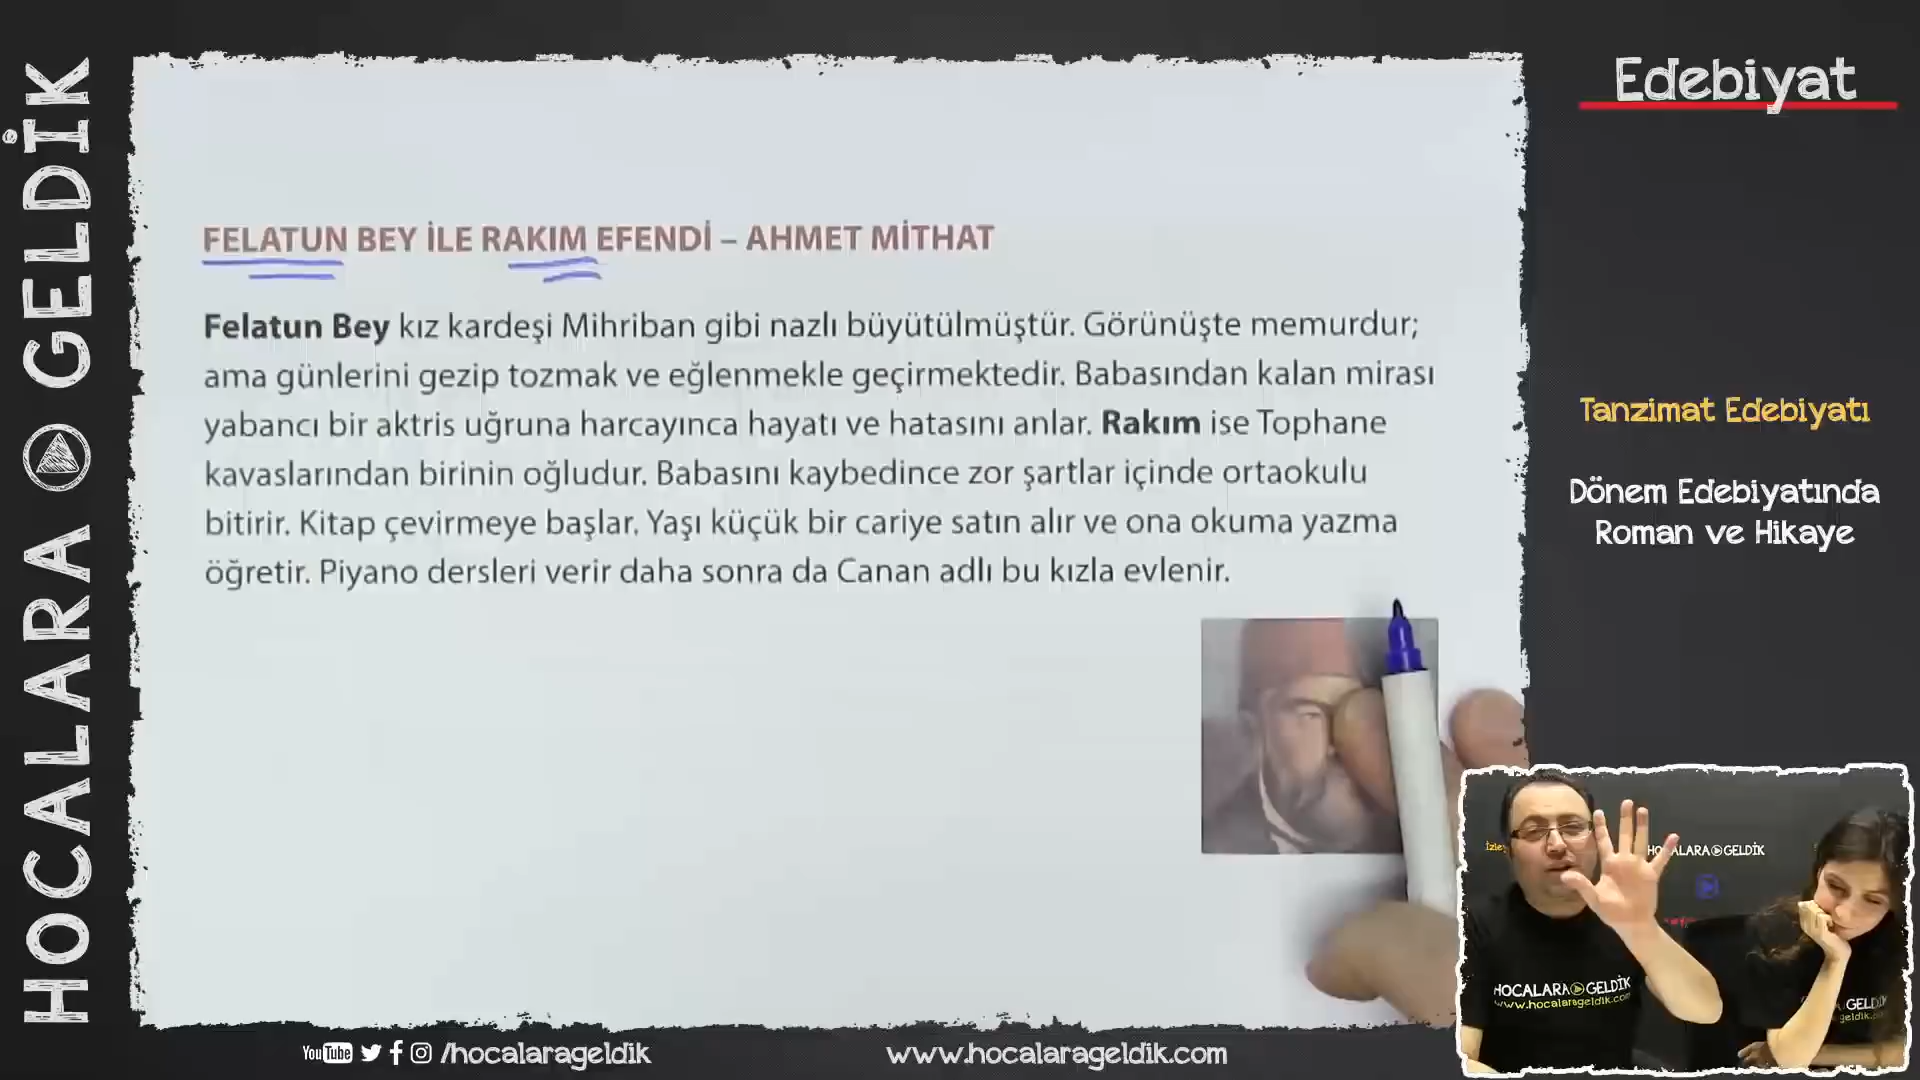 HOCALARA GELDİK
Edebiyat
FELATUN BEY İLE RAKIM EFENDİ – AHMET MİTHAT
Felatun Bey kız kardeşi Mihriban gibi nazlı büyütülmüştür. Görünüşte memurdur;
ama günlerini gezip tozmak ve eğlenmekle geçirmektedir. Babasından kalan mirası
yabancı bir aktris uğruna harcayınca hayatı ve hatasını anlar. Rakım ise Tophane
kavaslarından birinin oğludur. Babasını kaybedince zor şartlar içinde ortaokulu
bitirir. Kitap çevirmeye başlar. Yaşı küçük bir cariye satın alır ve ona okuma yazma
öğretir. Piyano dersleri verir daha sonra da Canan adlı bu kızla evlenir.
Tanzimat Edebiyatı
Dönem Edebiyatında
Roman ve Hikaye
HOCALARA GELDİK
HOCALARA GELDİK
www.hocalarageldik.com
GELDİK
You Tube /hocalarageldik
www.hocalarageldik.com